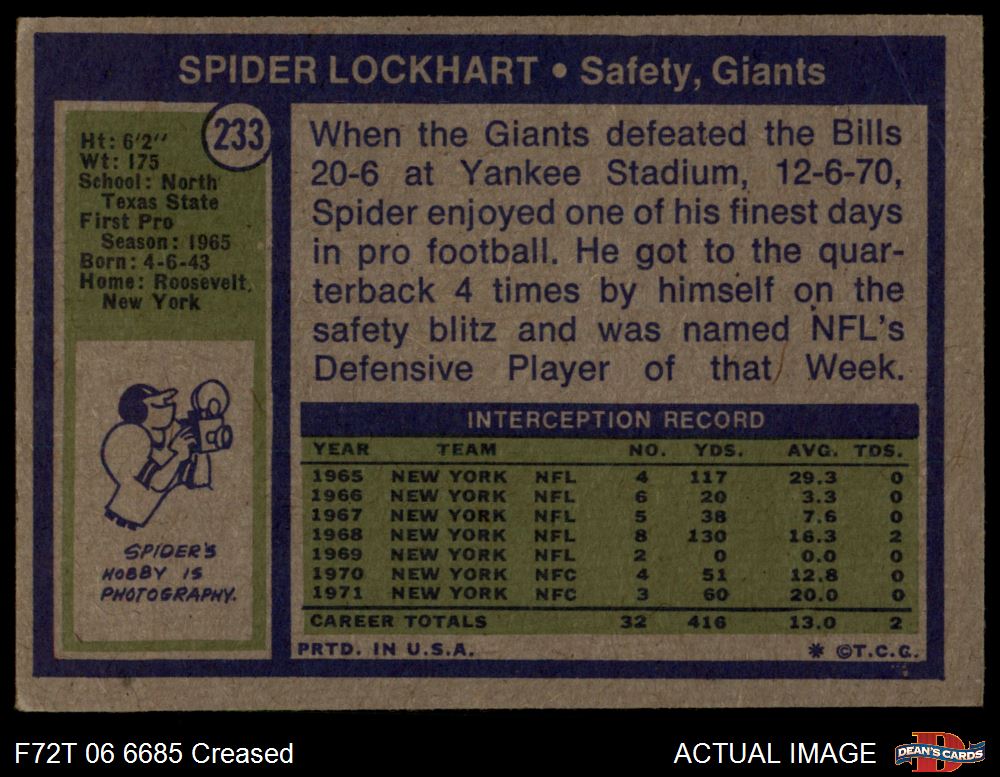 SPIDER LOCKHART • Safety, Giants
233
Ht: 6'2''
Wt: 175
School: North
Texas State
First Pro
Season: 1965
Born: 4-6-43
Home: Roosevelt,
New York
SPIDER'S
HOBBY IS
PHOTOGRAPHY.
When the Giants defeated the Bills
20-6 at Yankee Stadium, 12-6-70,
Spider enjoyed one of his finest days
in pro football. He got to the quar-
terback 4 times by himself on the
safety blitz and was named NFL's
Defensive Player of that Week.
INTERCEPTION RECORD
YEAR TEAM NO. YDS. AVG. TDS.
1965 NEW YORK NFL 4 117 29.3 0
1966 NEW YORK NFL 6 20 3.3 0
1967 NEW YORK NFL 5 38 7.6 0
1968 NEW YORK NFL 8 130 16.3 2
1969 NEW YORK NFL 2 0 0.0 0
1970 NEW YORK NFC 4 51 12.8 0
1971 NEW YORK NFC 3 60 20.0 0
CAREER TOTALS 32 416 13.0 2
PRTD. IN U.S.A. * ©T.C.G.
F72T 06 6685 Creased
ACTUAL IMAGE
D
DEAN'S CARDS